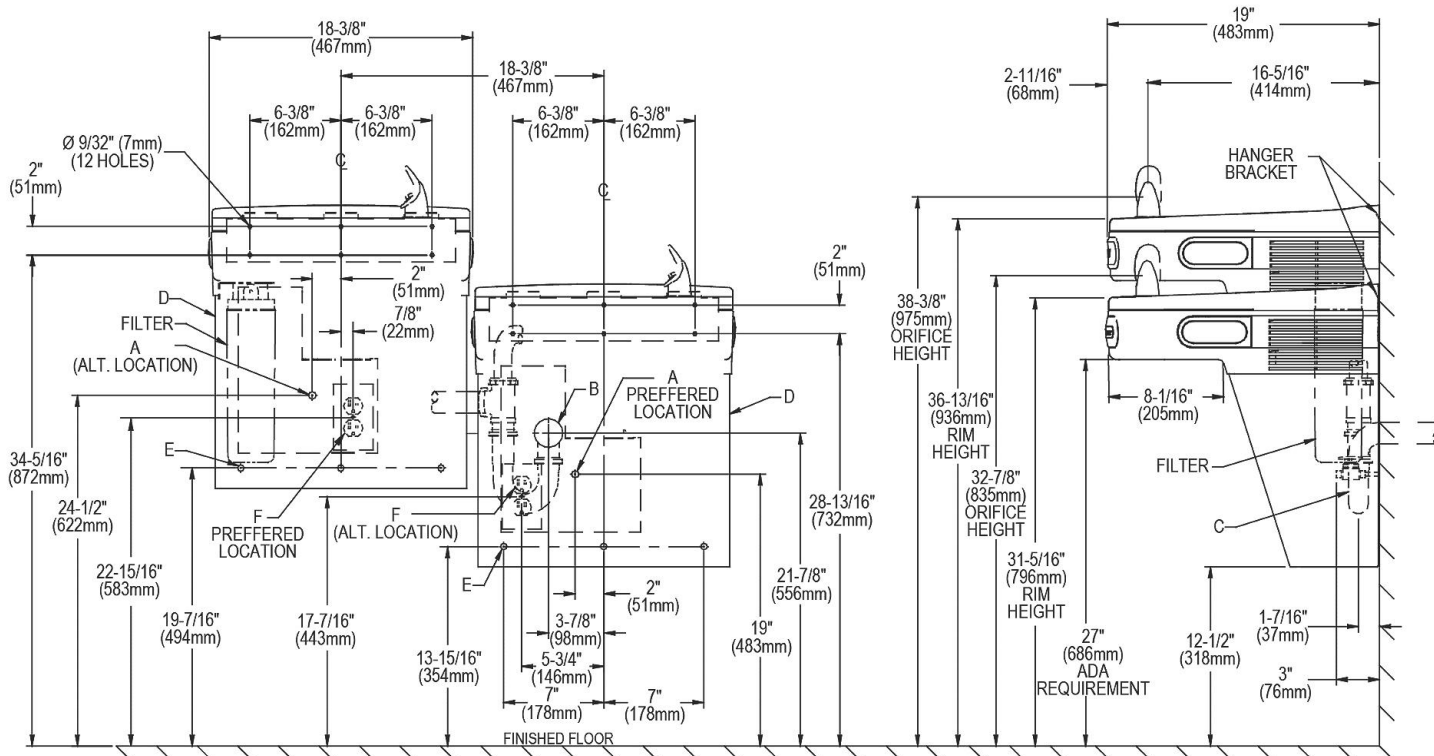 18-3/8"
(467mm)
18-3/8"
(467mm)
6-3/8"
(162mm)
6-3/8"
(162mm)
6-3/8"
(162mm)
6-3/8"
(162mm)
Ø 9/32" (7mm)
(12 HOLES)
2"
(51mm)
C
C
2"
(51mm)
2"
(51mm)
7/8"
(22mm)
D
FILTER
A
(ALT. LOCATION)
B
A
PREFFERED
LOCATION
D
E
34-5/16"
(872mm)
24-1/2"
(622mm)
22-15/16"
(583mm)
19-7/16"
(494mm)
F
PREFFERED
LOCATION
F
(ALT. LOCATION)
17-7/16"
(443mm)
E
13-15/16"
(354mm)
2"
(51mm)
3-7/8"
(98mm)
5-3/4"
(146mm)
7"
(178mm)
7"
(178mm)
28-13/16"
(732mm)
21-7/8"
(556mm)
19"
(483mm)
FINISHED FLOOR
19"
(483mm)
2-11/16"
(68mm)
16-5/16"
(414mm)
HANGER
BRACKET
38-3/8"
(975mm)
ORIFICE
HEIGHT
36-13/16"
(936mm)
RIM
HEIGHT
8-1/16"
(205mm)
FILTER
32-7/8"
(835mm)
ORIFICE
HEIGHT
C
31-5/16"
(796mm)
RIM
HEIGHT
27"
(686mm)
ADA
REQUIREMENT
12-1/2"
(318mm)
1-7/16"
(37mm)
3"
(76mm)